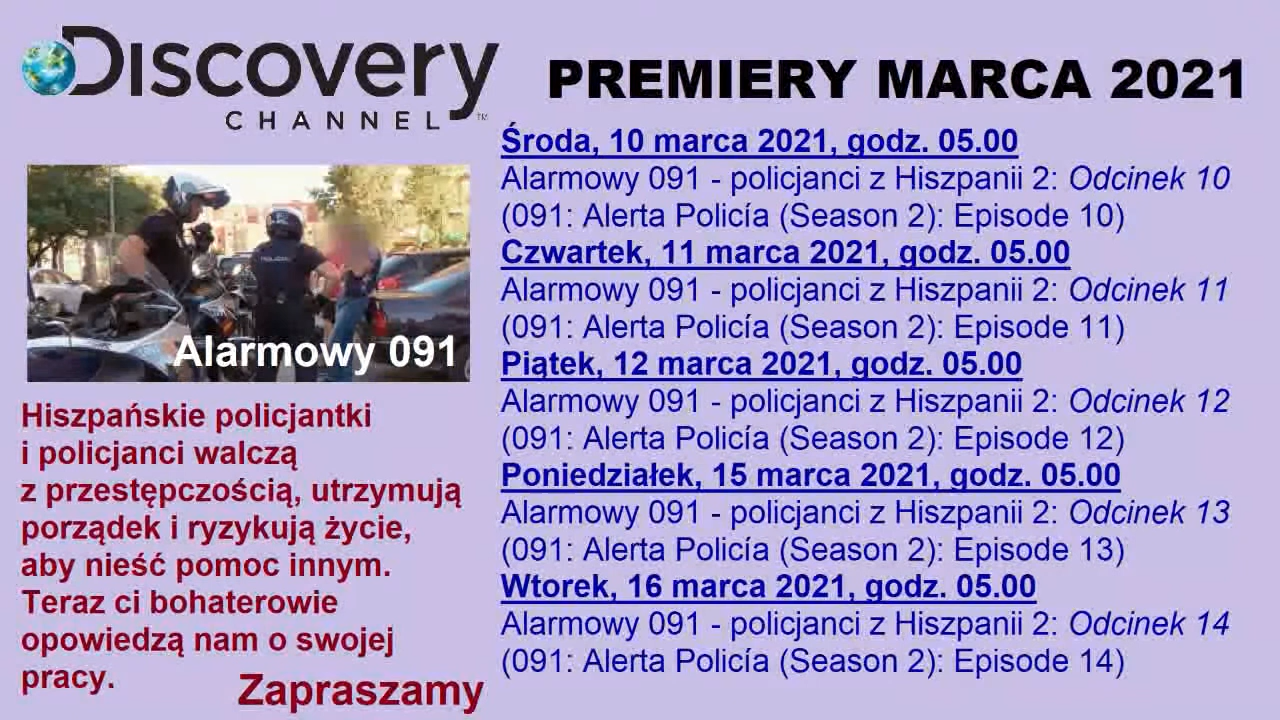 DISCOVERY
CHANNEL
TM
PREMIERY MARCA 2021
Środa, 10 marca 2021, godz. 05.00
Alarmowy 091 - policjanci z Hiszpanii 2: Odcinek 10
(091: Alerta Policía (Season 2): Episode 10)
Czwartek, 11 marca 2021, godz. 05.00
Alarmowy 091 - policjanci z Hiszpanii 2: Odcinek 11
(091: Alerta Policía (Season 2): Episode 11)
Piątek, 12 marca 2021, godz. 05.00
Alarmowy 091 - policjanci z Hiszpanii 2: Odcinek 12
(091: Alerta Policía (Season 2): Episode 12)
Poniedziałek, 15 marca 2021, godz. 05.00
Alarmowy 091 - policjanci z Hiszpanii 2: Odcinek 13
(091: Alerta Policía (Season 2): Episode 13)
Wtorek, 16 marca 2021, godz. 05.00
Alarmowy 091 - policjanci z Hiszpanii 2: Odcinek 14
(091: Alerta Policía (Season 2): Episode 14)
Alarmowy 091
Hiszpańskie policjantki
i policjanci walczą
z przestępczością, utrzymują
porządek i ryzykują życie,
aby nieść pomoc innym.
Teraz ci bohaterowie
opowiedzą nam o swojej
pracy.
Zapraszamy